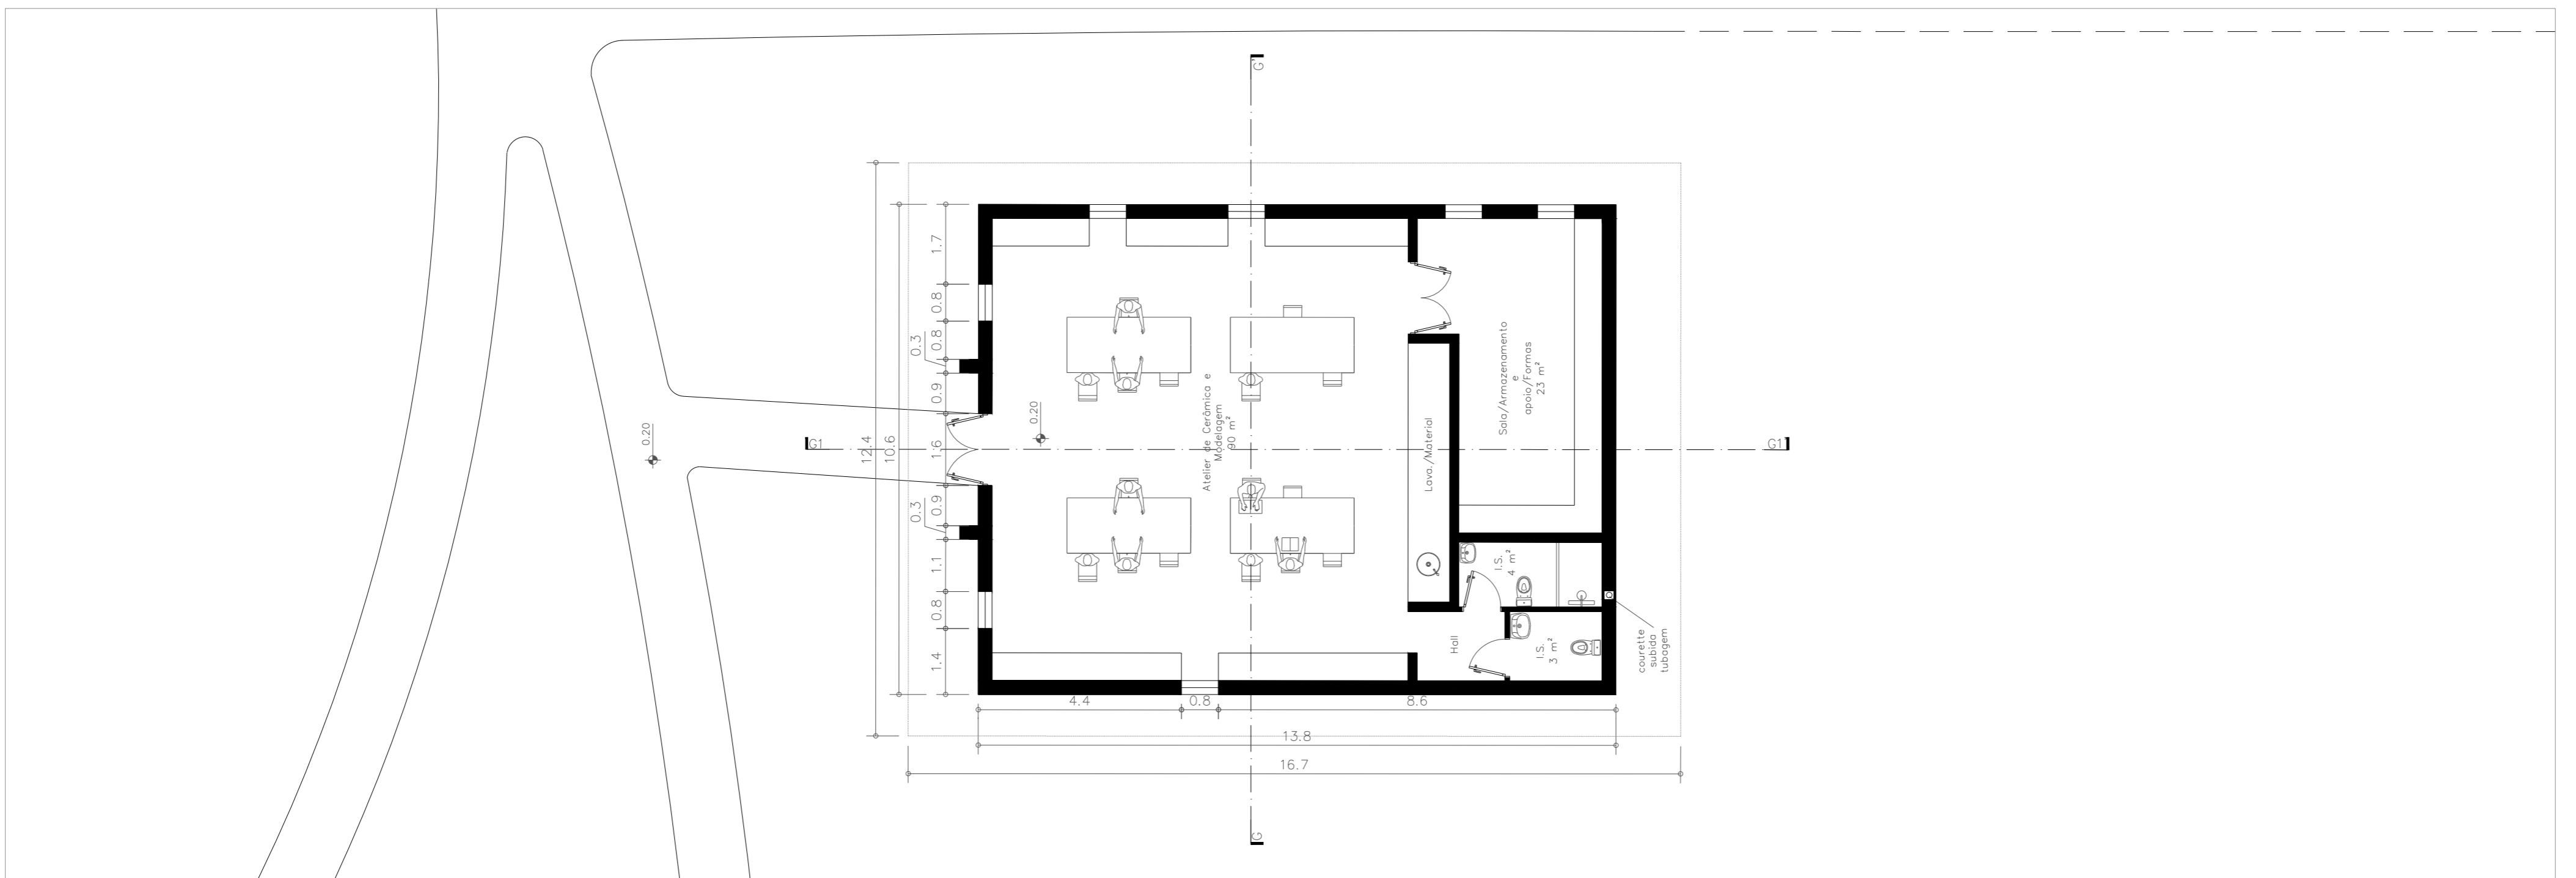 G'
1.7
0.8
0.3
0.8
0.9
12.4
10.6
1.6
0.3
0.9
1.1
0.8
1.4
0.20
0.20
G1
G1'
Atelier de Cerâmica e
Modelagem
90 m²
Lava./Material
Sala/Armazenamento
e
apoio/Formas
23 m²
I.S.
4 m²
Hall
I.S.
3 m²
courette
subida
tubagem
4.4
0.8
8.6
13.8
16.7
G